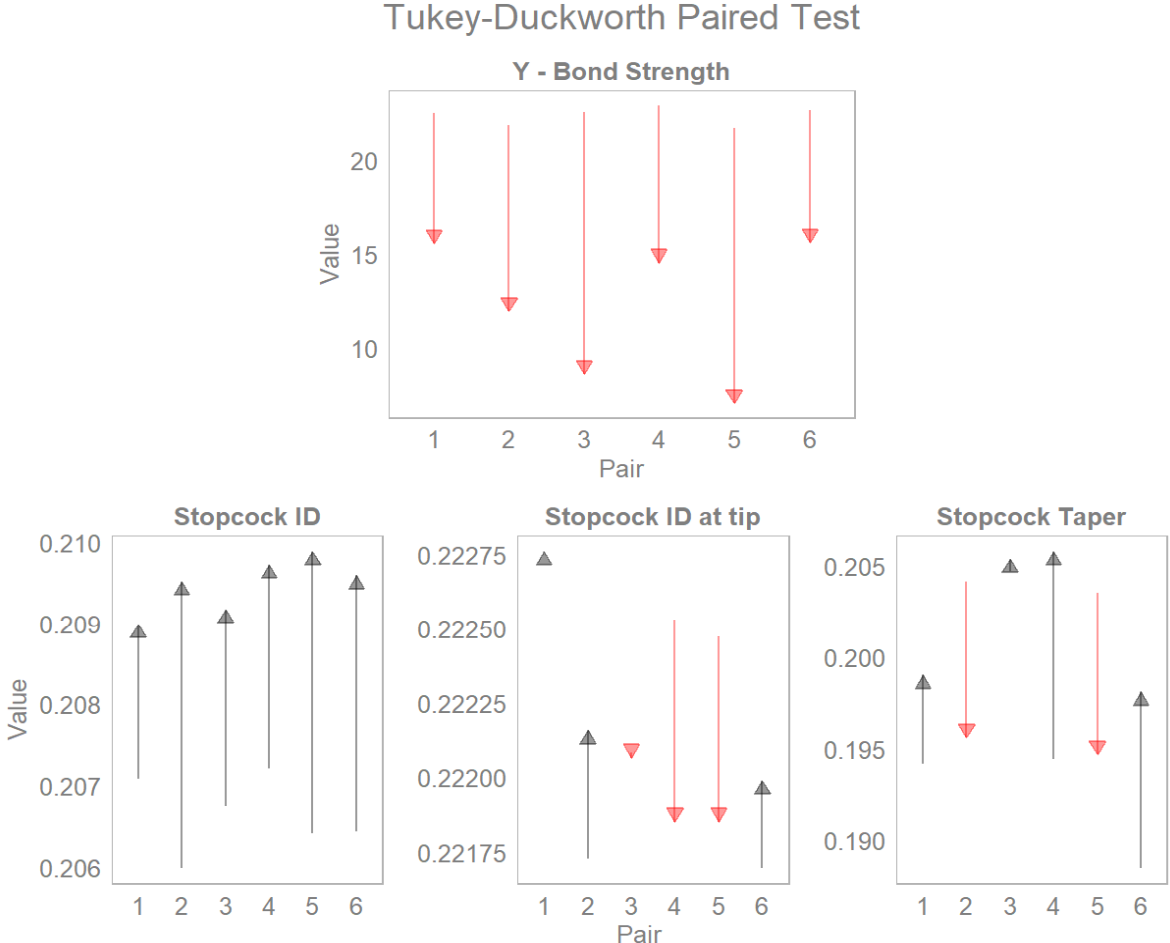 Tukey-Duckworth Paired Test
Y - Bond Strength
Value
20
15
10
1 2 3 4 5 6
Pair
Stopcock ID
Value
0.210
0.209
0.208
0.207
0.206
1 2 3 4 5 6
Stopcock ID at tip
0.22275
0.22250
0.22225
0.22200
0.22175
1 2 3 4 5 6
Pair
Stopcock Taper
0.205
0.200
0.195
0.190
1 2 3 4 5 6